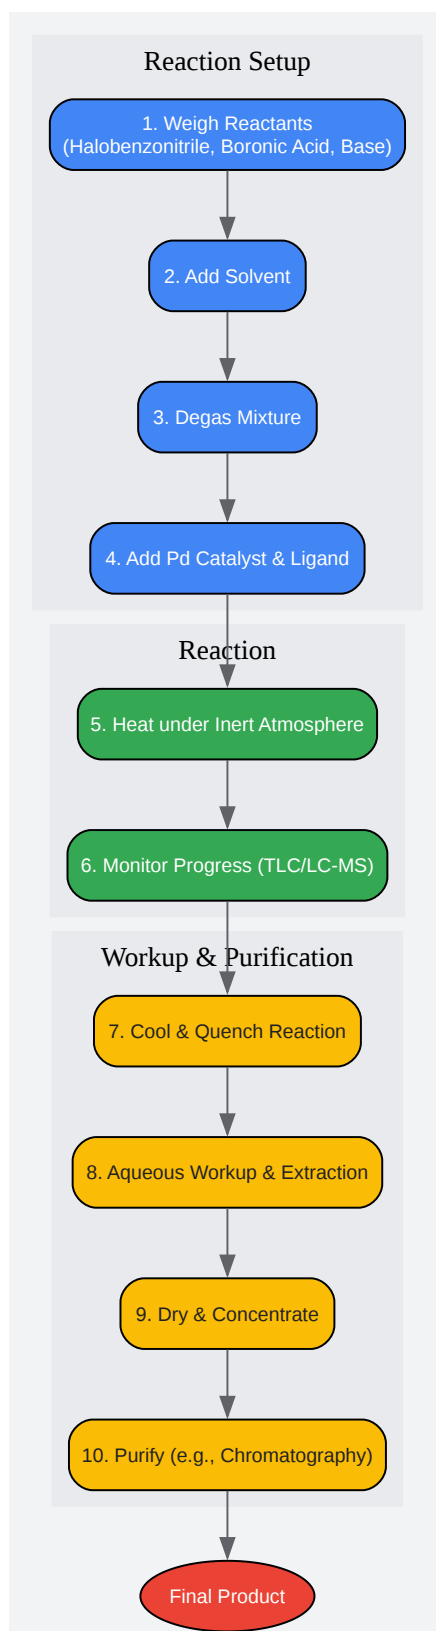 Reaction Setup
1. Weigh Reactants
(Halobenzonitrile, Boronic Acid, Base)
2. Add Solvent
3. Degas Mixture
4. Add Pd Catalyst & Ligand
Reaction
5. Heat under Inert Atmosphere
6. Monitor Progress (TLC/LC-MS)
Workup & Purification
7. Cool & Quench Reaction
8. Aqueous Workup & Extraction
9. Dry & Concentrate
10. Purify (e.g., Chromatography)
Final Product